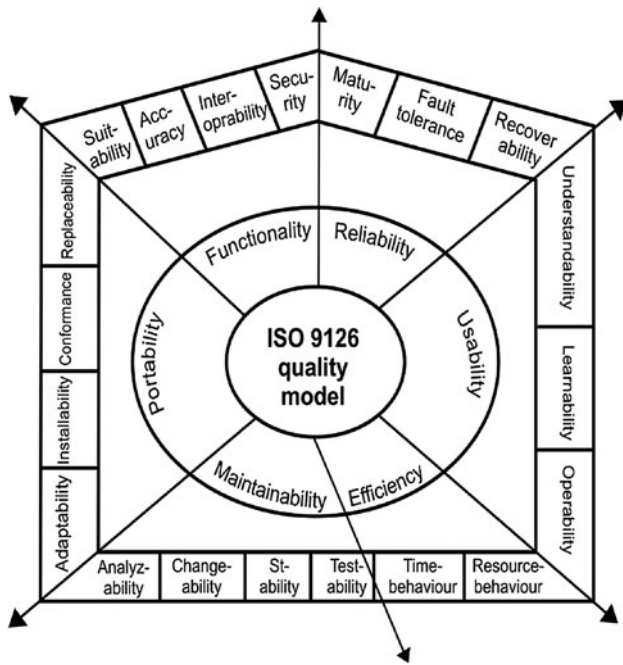 Suit-
ability
Acc-
uracy
Inter-
oprability
Secu-
rity
Matu-
rity
Fault
tolerance
Recover
ability
Replaceability
Conformance
Installability
Adaptability
Functionality
Reliability
Portability
Usability
ISO 9126
quality
model
Maintainability
Efficiency
Understandability
Learnability
Operability
Analyz-
ability
Change-
ability
St-
ability
Test-
ability
Time-
behaviour
Resource-
behaviour